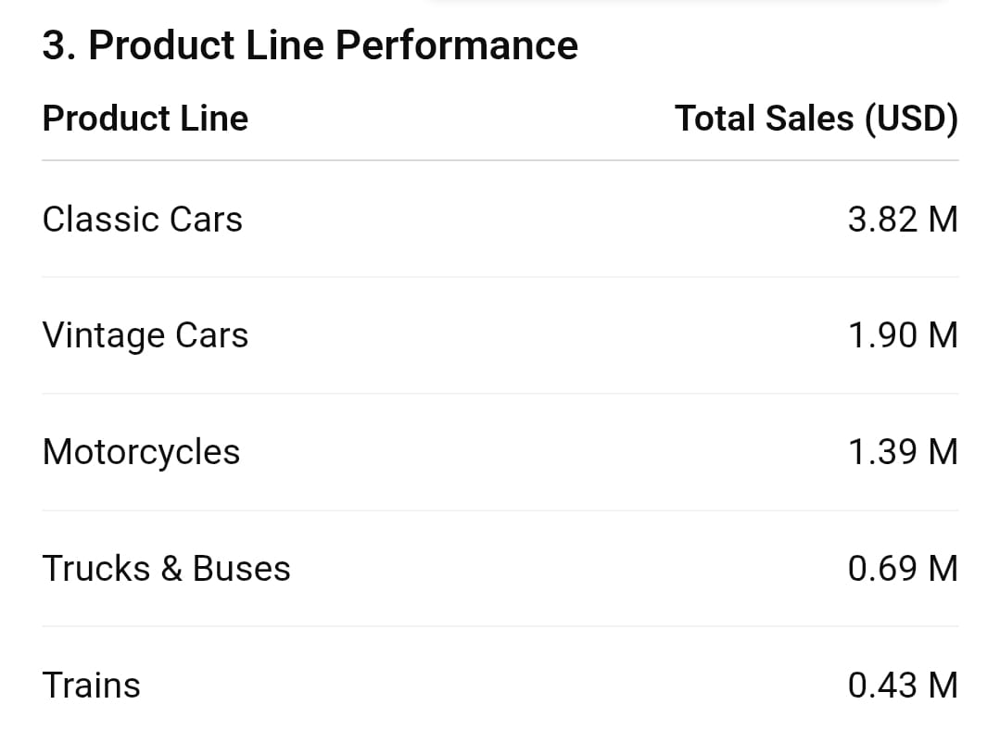 3. Product Line Performance
Product Line Total Sales (USD)
Classic Cars 3.82 M
Vintage Cars 1.90 M
Motorcycles 1.39 M
Trucks & Buses 0.69 M
Trains 0.43 M